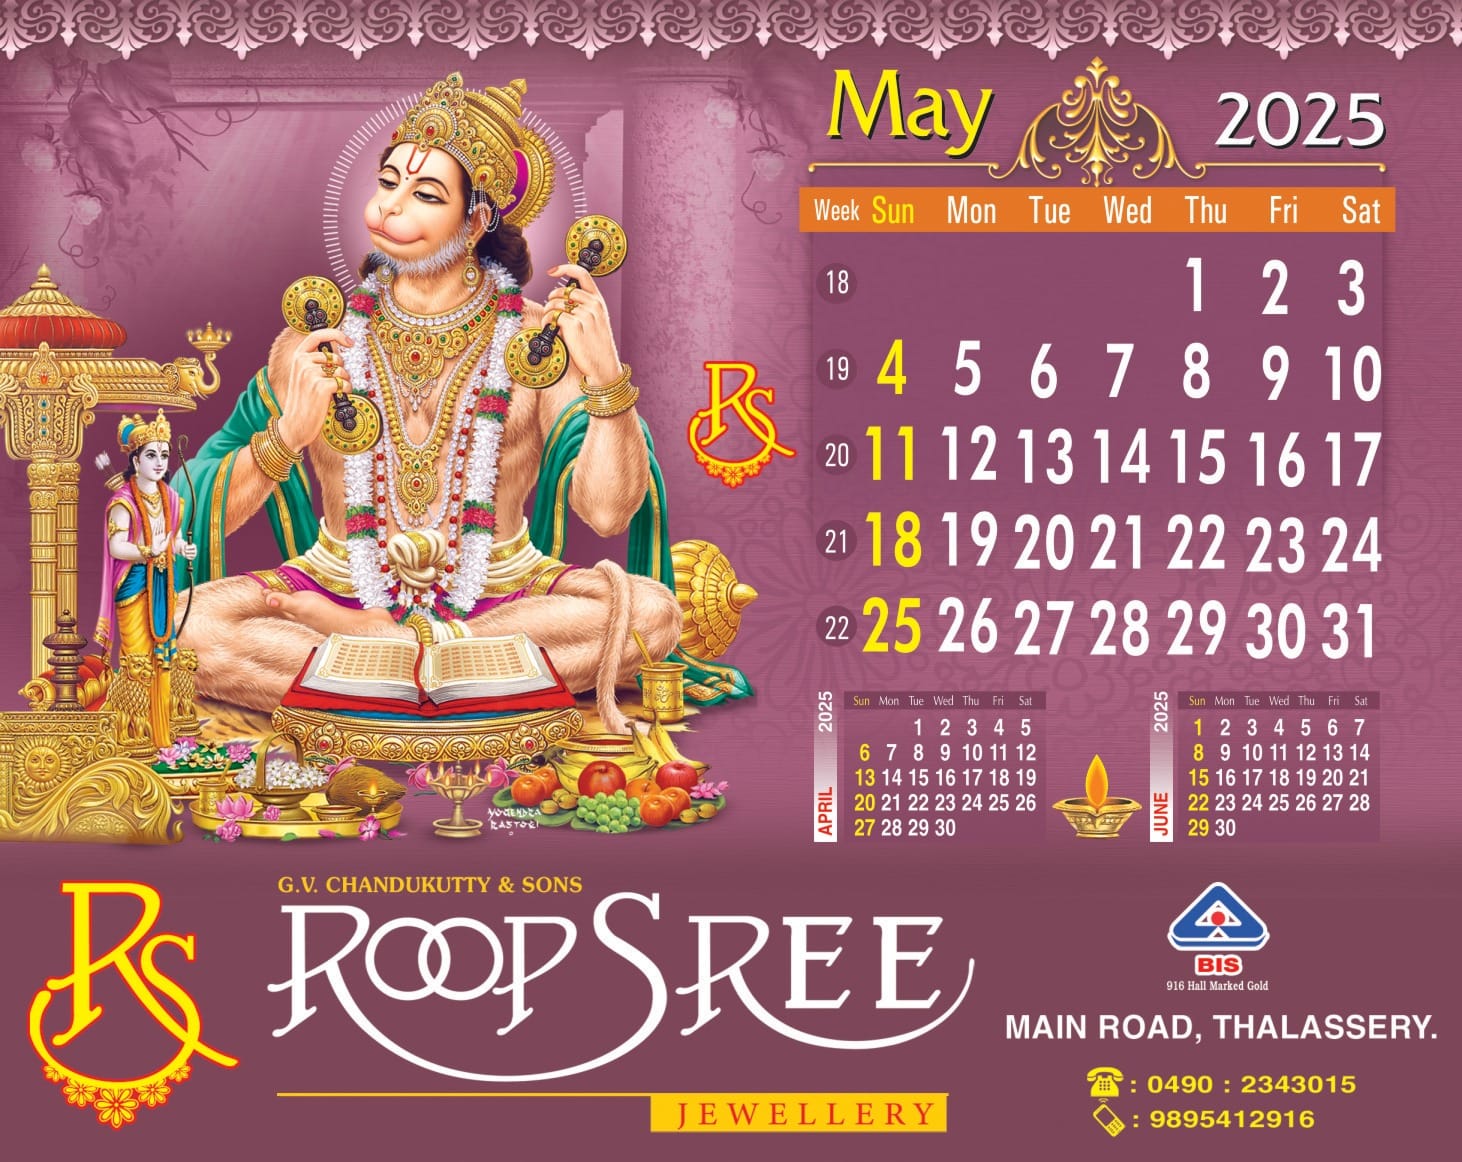 May 2025
Week Sun Mon Tue Wed Thu Fri Sat
18 1 2 3
19 4 5 6 7 8 9 10
20 11 12 13 14 15 16 17
21 18 19 20 21 22 23 24
22 25 26 27 28 29 30 31
RS
APRIL 2025
Sun Mon Tue Wed Thu Fri Sat
1 2 3 4 5
6 7 8 9 10 11 12
13 14 15 16 17 18 19
20 21 22 23 24 25 26
27 28 29 30
JUNE 2025
Sun Mon Tue Wed Thu Fri Sat
1 2 3 4 5 6 7
8 9 10 11 12 13 14
15 16 17 18 19 20 21
22 23 24 25 26 27 28
29 30
YOGENDRA
RASTOGI
RS
G.V. CHANDUKUTTY & SONS
ROOPSREE
JEWELLERY
BIS
916 Hall Marked Gold
MAIN ROAD, THALASSERY.
: 0490 : 2343015
: 9895412916